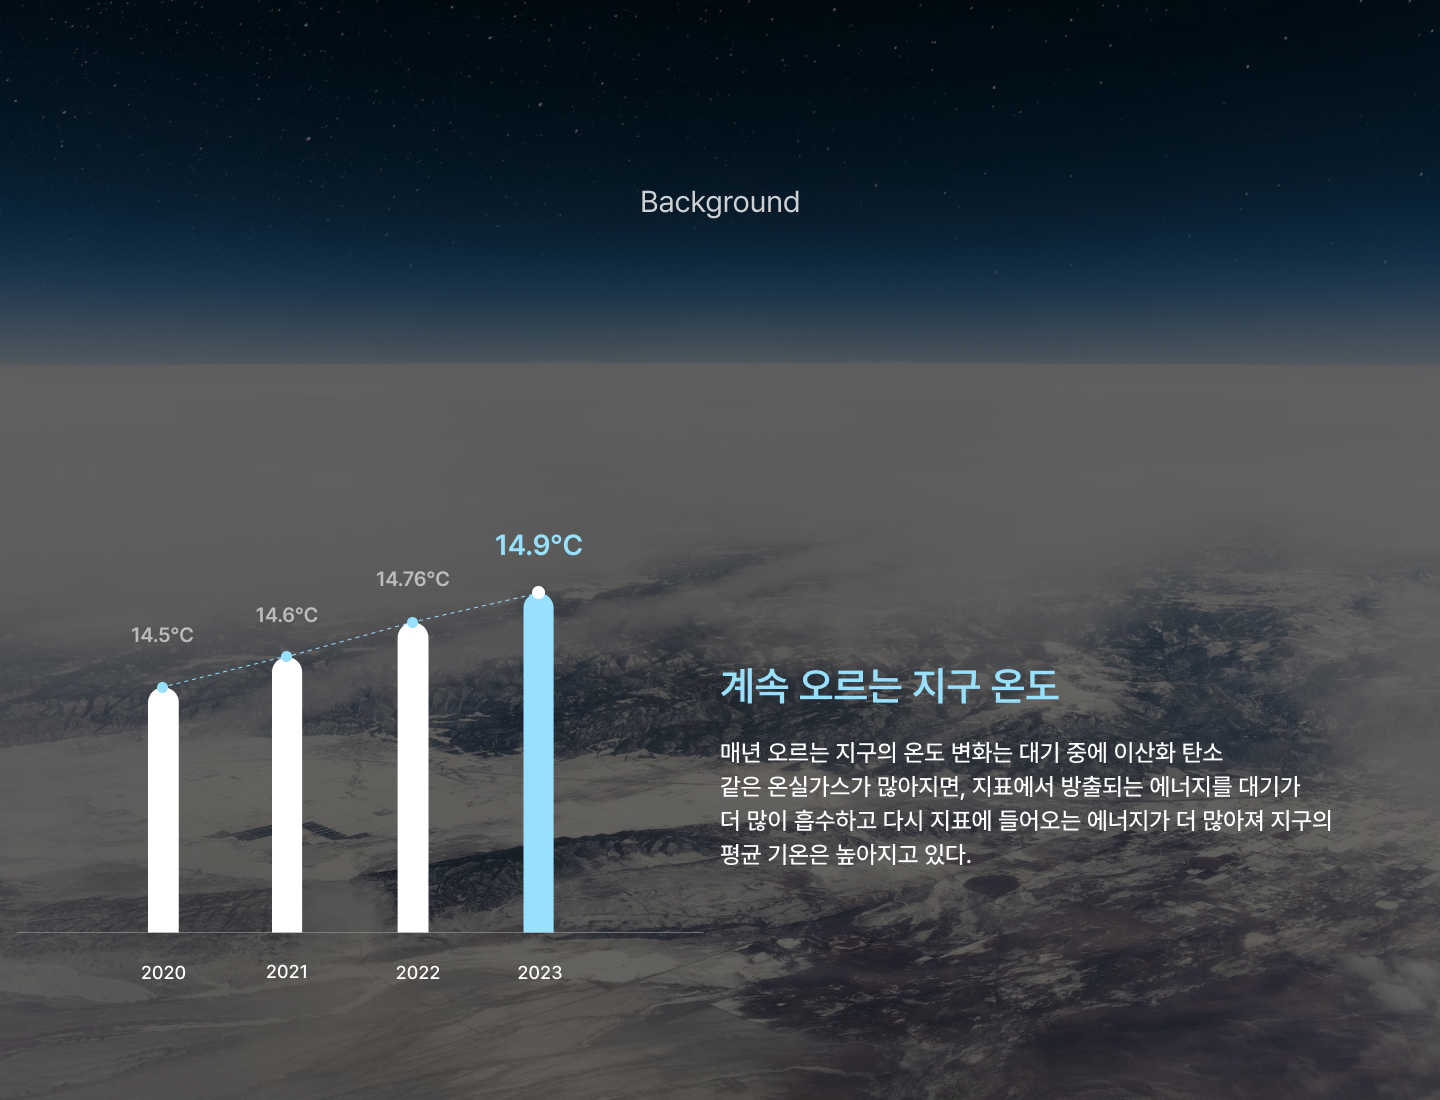 Background
14.9°C
14.76°C
14.6°C
14.5°C
계속 오르는 지구 온도
매년 오르는 지구의 온도 변화는 대기 중에 이산화 탄소
같은 온실가스가 많아지면, 지표에서 방출되는 에너지를 대기가
더 많이 흡수하고 다시 지표에 들어오는 에너지가 더 많아져 지구의
평균 기온은 높아지고 있다.
2020 2021 2022 2023